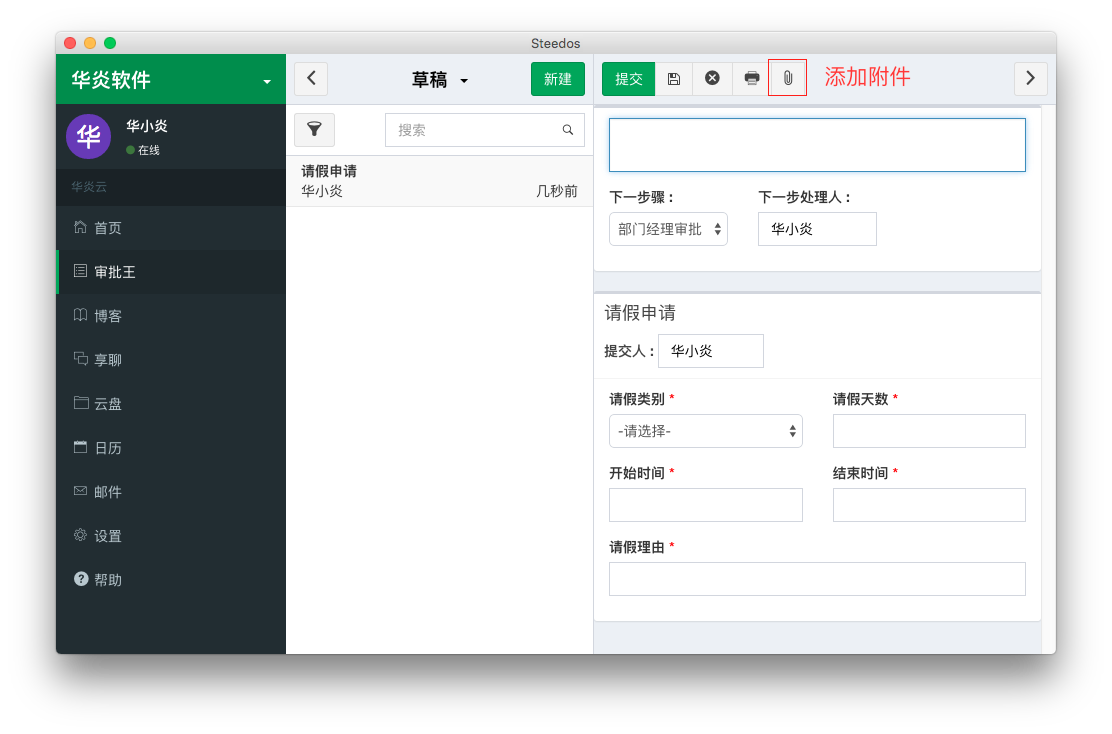 Steedos
华炎软件
华
华小炎
在线
华炎云
首页
审批王
博客
享聊
云盘
日历
邮件
设置
帮助
草稿
新建
搜索
请假申请
华小炎
几秒前
提交
添加附件
下一步骤：
下一步处理人：
部门经理审批
华小炎
请假申请
提交人：
华小炎
请假类别 *
请假天数 *
-请选择-
开始时间 *
结束时间 *
请假理由 *